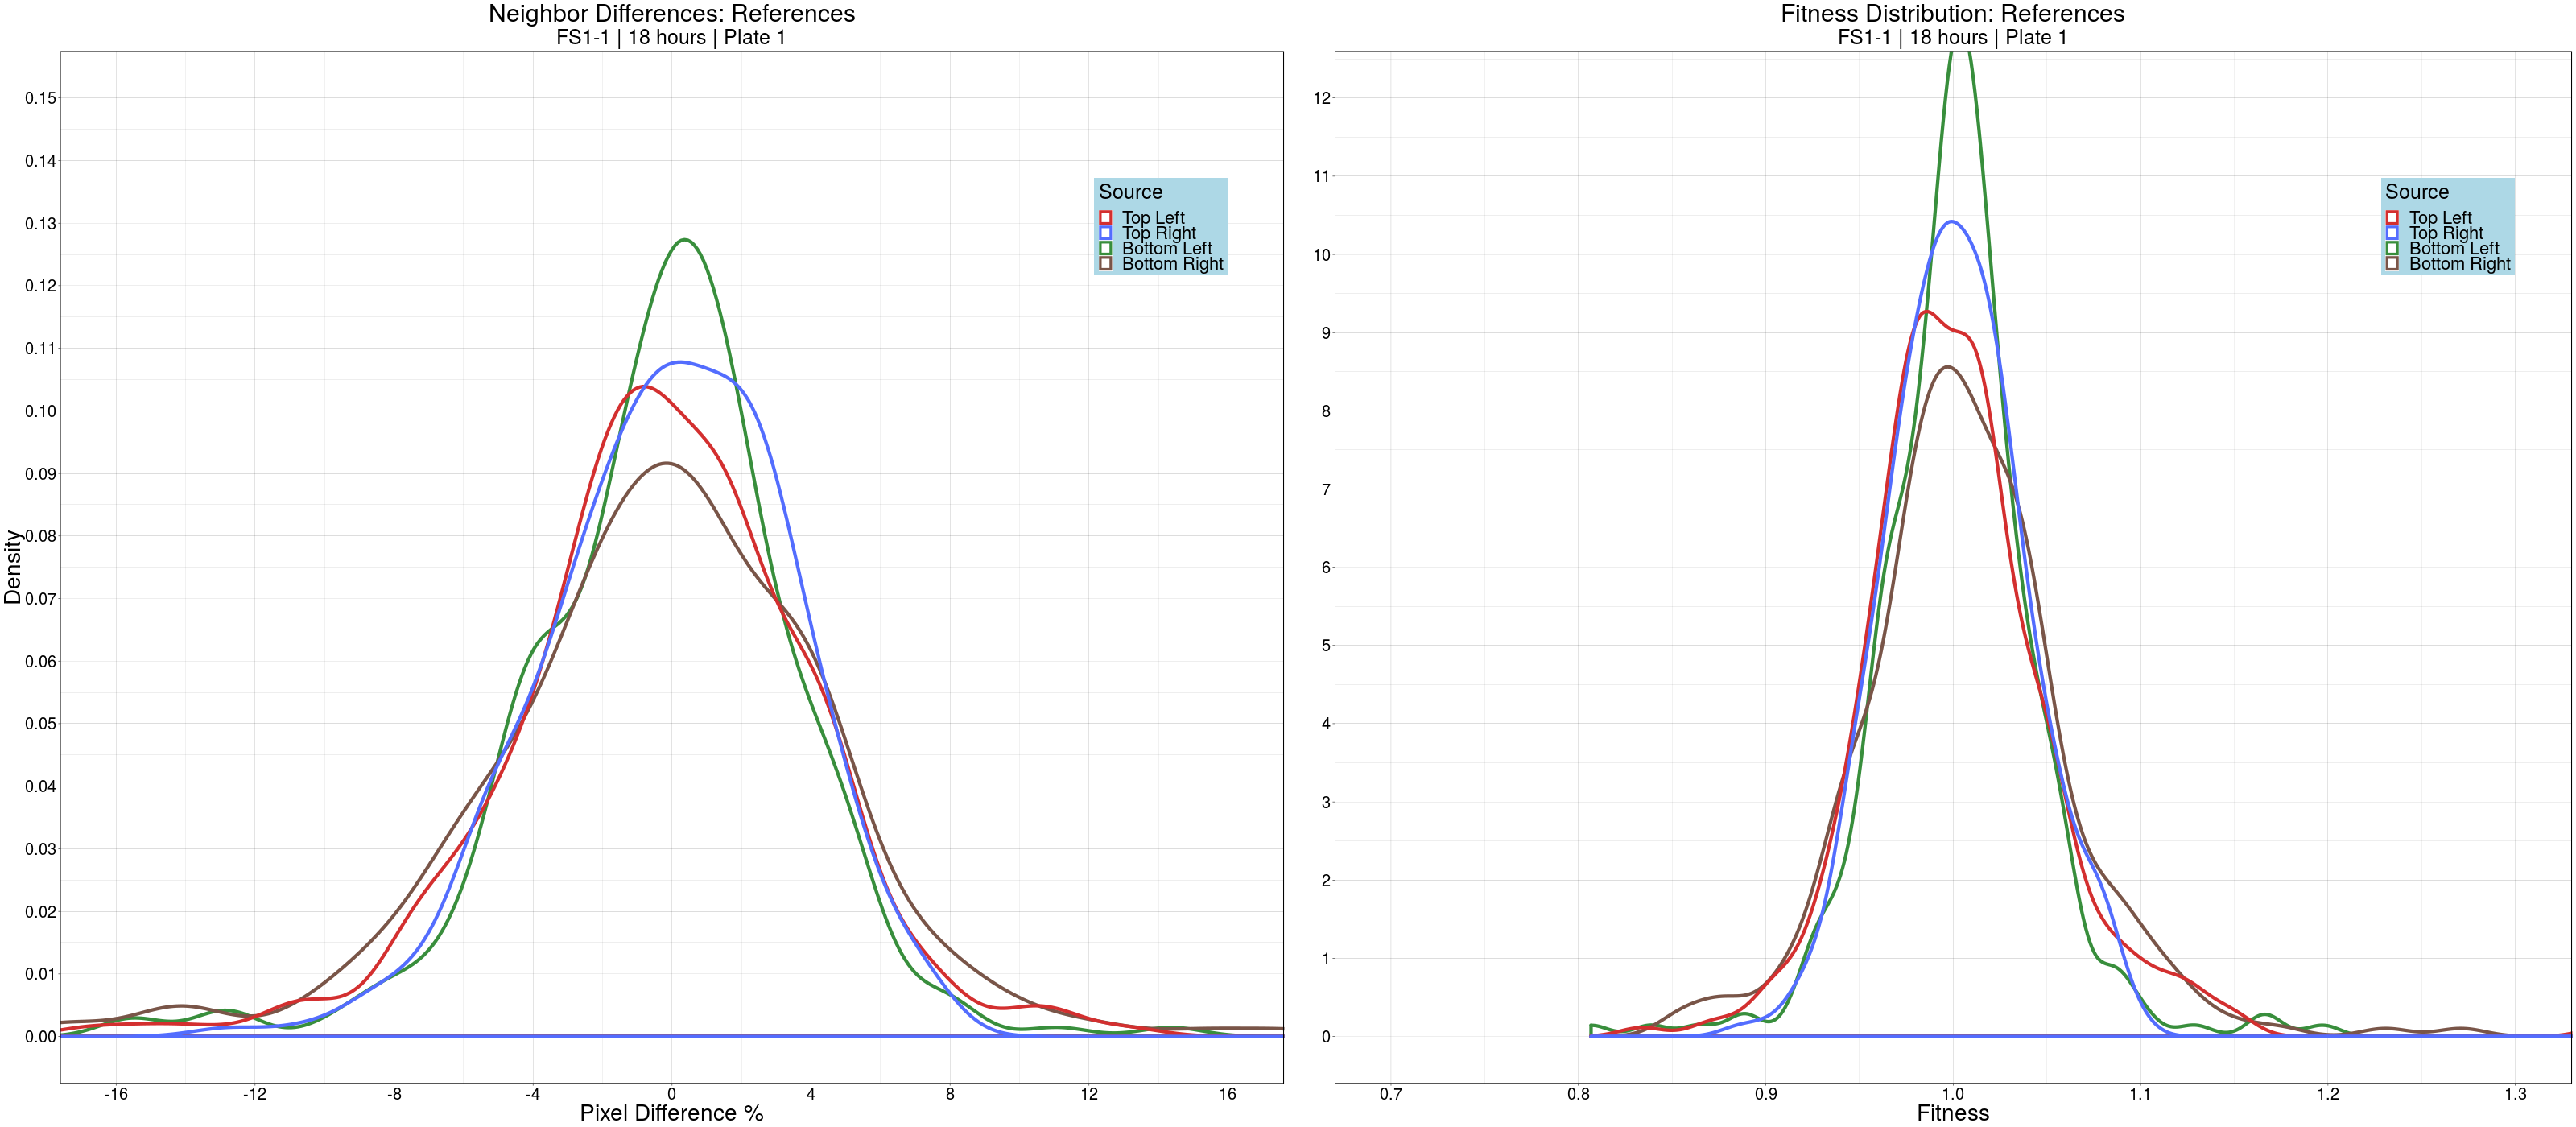 Neighbor Differences: References
FS1-1 | 18 hours | Plate 1
0.15
0.14
0.13
0.12
0.11
0.10
0.09
0.08
0.07
0.06
0.05
0.04
0.03
0.02
0.01
0.00
Density
Source
Top Left
Top Right
Bottom Left
Bottom Right
-16 -12 -8 -4 0 4 8 12 16
Pixel Difference %
Fitness Distribution: References
FS1-1 | 18 hours | Plate 1
12
11
10
9
8
7
6
5
4
3
2
1
0
Source
Top Left
Top Right
Bottom Left
Bottom Right
0.7 0.8 0.9 1.0 1.1 1.2 1.3
Fitness